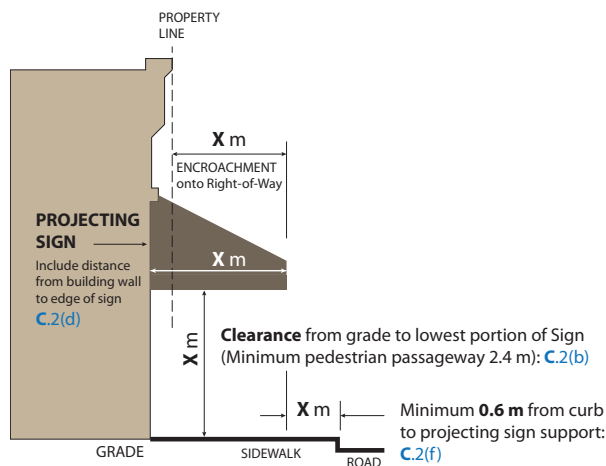 PROPERTY
LINE
X m
ENCROACHMENT
onto Right-of-Way
PROJECTING
SIGN
Include distance
from building wall
to edge of sign
C.2(d)
X m
X m
Clearance from grade to lowest portion of Sign
(Minimum pedestrian passageway 2.4 m): C.2(b)
X m
Minimum 0.6 m from curb
to projecting sign support:
C.2(f)
GRADE
SIDEWALK
ROAD